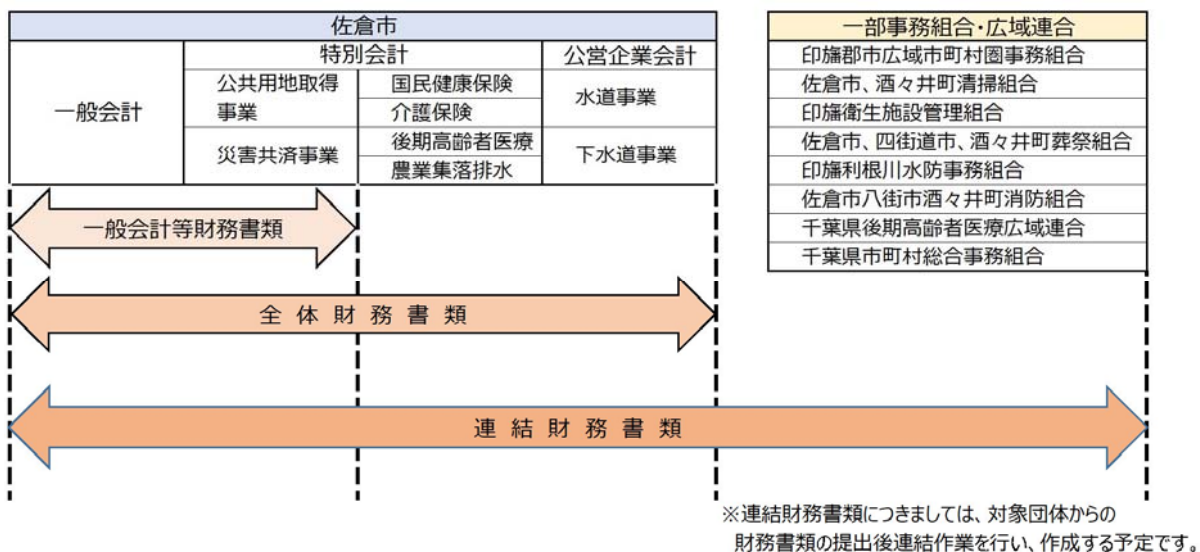 佐倉市
一般会計
特別会計
公営企業会計
公共用地取得
事業
災害共済事業
国民健康保険
介護保険
後期高齢者医療
農業集落排水
水道事業
下水道事業
一部事務組合・広域連合
印旛郡市広域市町村圏事務組合
佐倉市、酒々井町清掃組合
印旛衛生施設管理組合
佐倉市、四街道市、酒々井町葬祭組合
印旛利根川水防事務組合
佐倉市八街市酒々井町消防組合
千葉県後期高齢者医療広域連合
千葉県市町村総合事務組合
一般会計等財務書類
全体財務書類
連結財務書類
※連結財務書類につきましては、対象団体からの
財務書類の提出後連結作業を行い、作成する予定です。